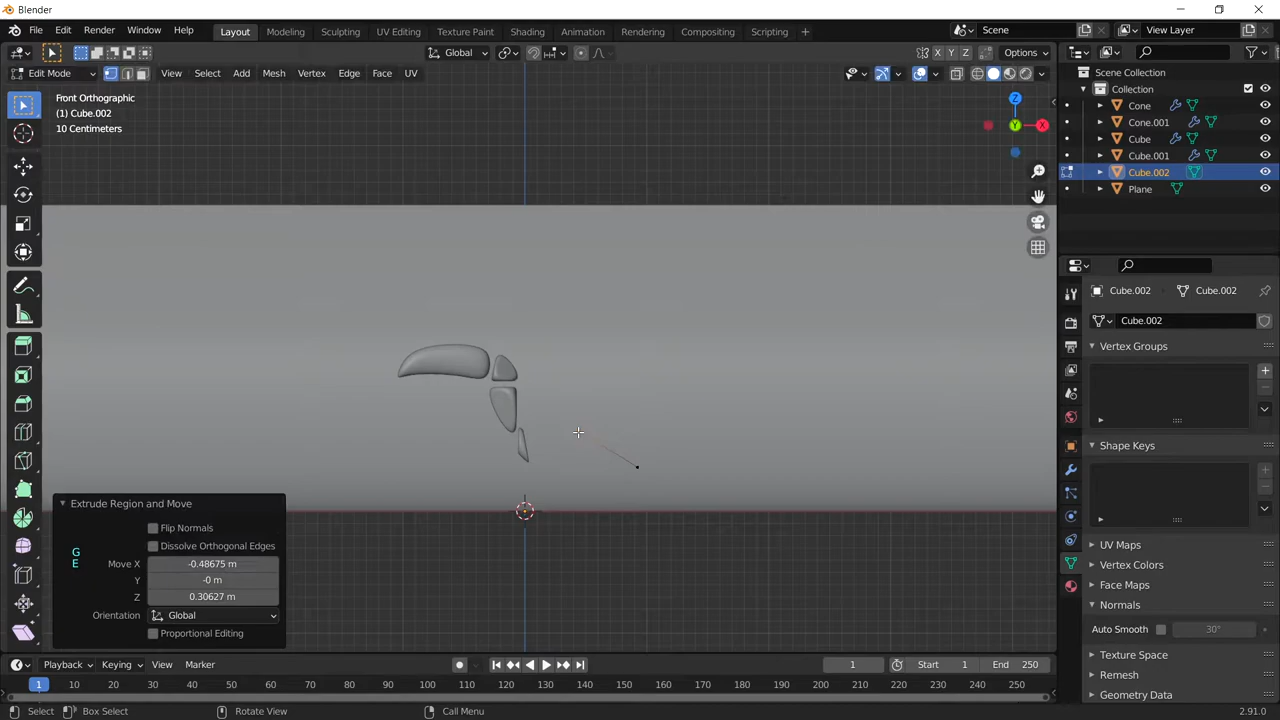 Blender
File Edit Render Window Help Layout Modeling Sculpting UV Editing Texture Paint Shading Animation Rendering Compositing Scripting + Scene View Layer
Global Options
Edit Mode View Select Add Mesh Vertex Edge Face UV X Y Z
Front Orthographic
(1) Cube.002
10 Centimeters
Z
Y X
Scene Collection
Collection
Cone
Cone.001
Cube
Cube.001
Cube.002
Plane
Cube.002 Cube.002
Cube.002
Vertex Groups
Shape Keys
UV Maps
Vertex Colors
Face Maps
Normals
Auto Smooth 30°
Texture Space
Remesh
Geometry Data
Extrude Region and Move
Flip Normals
Dissolve Orthogonal Edges
Move X -0.48675 m
Y -0 m
Z 0.30627 m
Orientation Global
Proportional Editing
G
E
Playback Keying View Marker 1 Start 1 End 250
1 10 20 30 40 50 60 70 80 90 100 110 120 130 140 150 160 170 180 190 200 210 220 230 240 250
Select Box Select Rotate View Call Menu 2.91.0